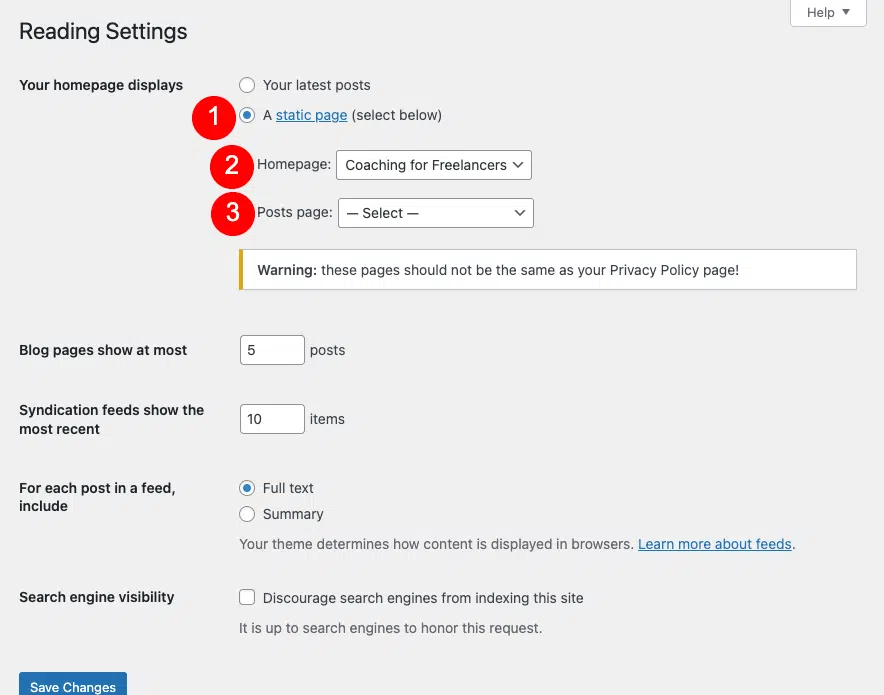 Help
Reading Settings
Your homepage displays
Your latest posts
1
A static page (select below)
2
Homepage: Coaching for Freelancers
3
Posts page: — Select —
Warning: these pages should not be the same as your Privacy Policy page!
Blog pages show at most 5 posts
Syndication feeds show the
most recent
10 items
For each post in a feed,
include
Full text
Summary
Your theme determines how content is displayed in browsers. Learn more about feeds.
Search engine visibility
Discourage search engines from indexing this site
It is up to search engines to honor this request.
Save Changes